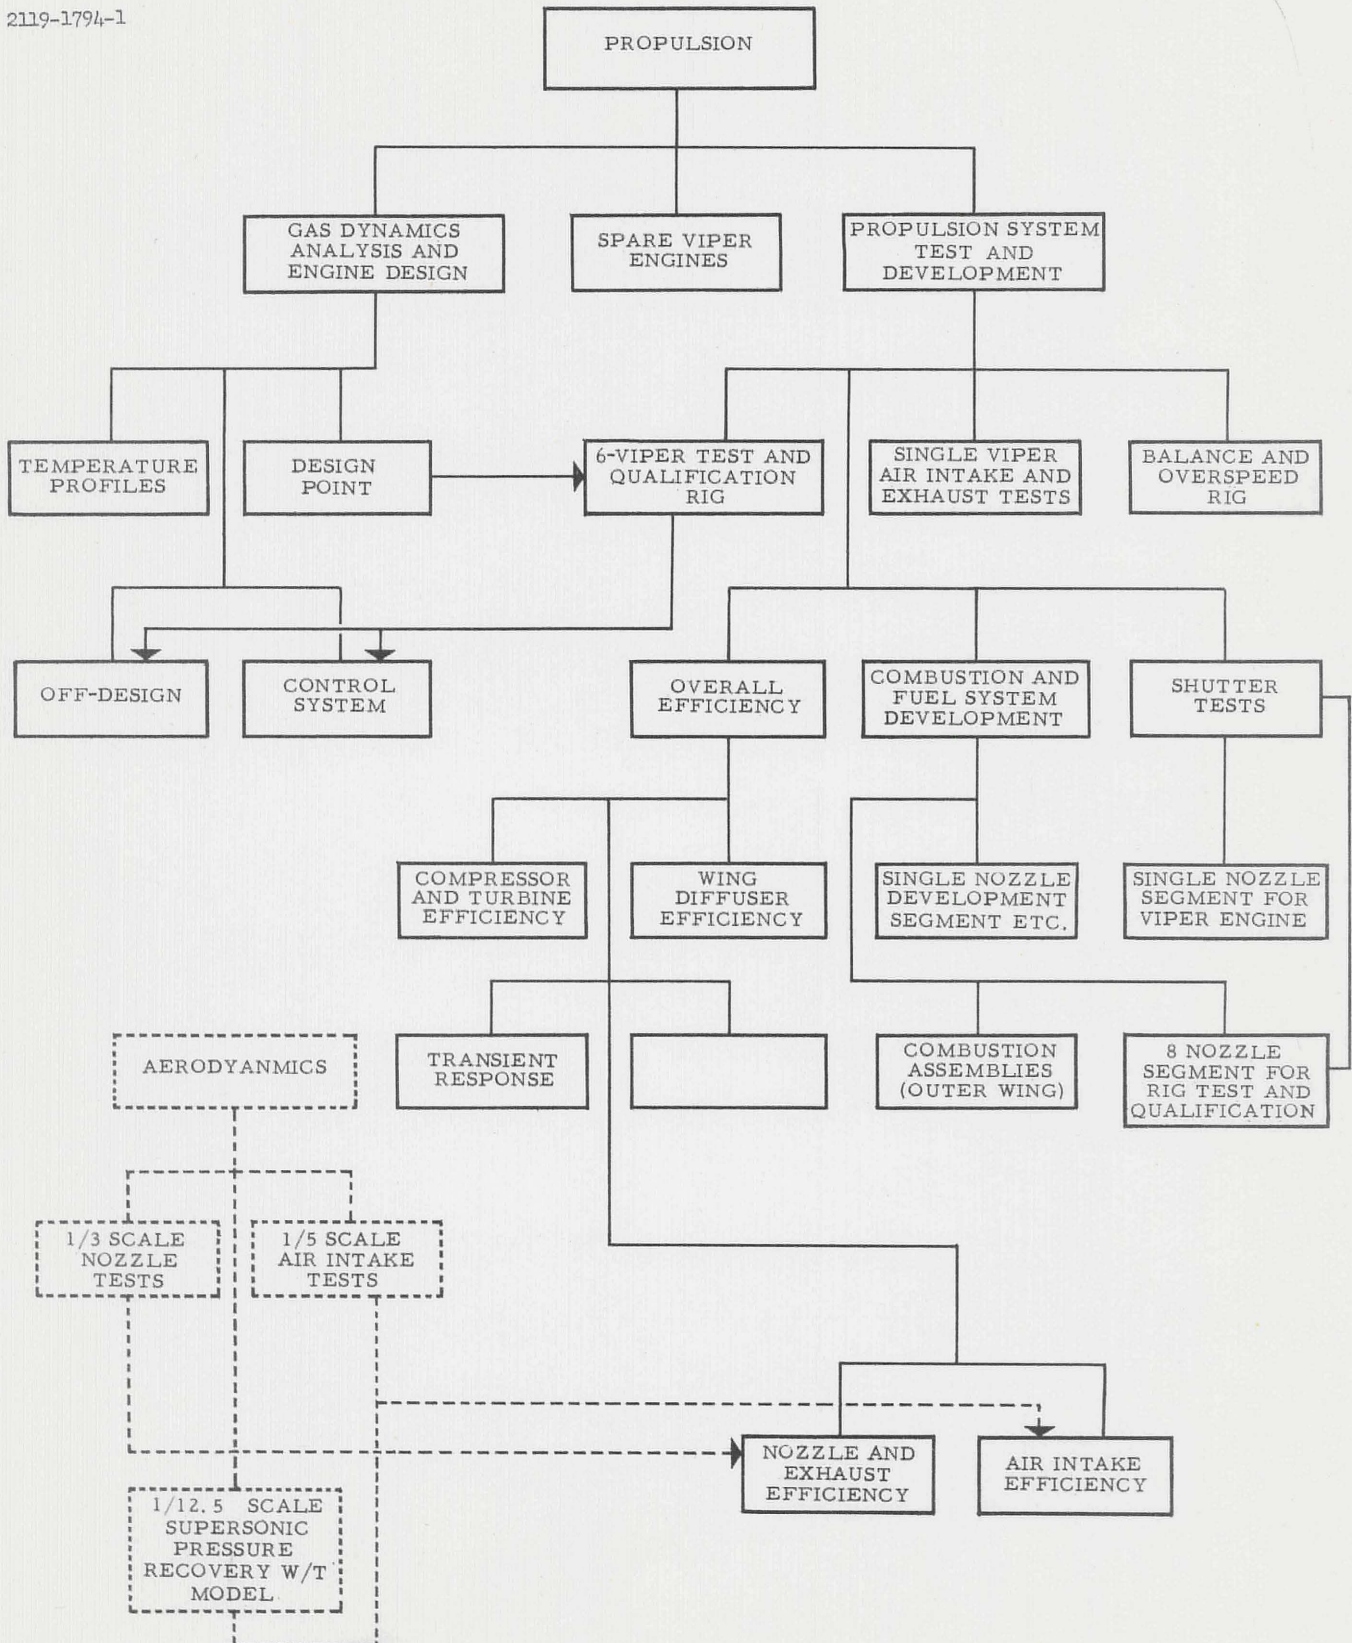 2119-1794-1
PROPULSION
GAS DYNAMICS
ANALYSIS AND
ENGINE DESIGN
SPARE VIPER
ENGINES
PROPULSION SYSTEM
TEST AND
DEVELOPMENT
TEMPERATURE
PROFILES
DESIGN
POINT
6-VIPER TEST AND
QUALIFICATION
RIG
SINGLE VIPER
AIR INTAKE AND
EXHAUST TESTS
BALANCE AND
OVERSPEED
RIG
OFF-DESIGN
CONTROL
SYSTEM
OVERALL
EFFICIENCY
COMBUSTION AND
FUEL SYSTEM
DEVELOPMENT
SHUTTER
TESTS
COMPRESSOR
AND TURBINE
EFFICIENCY
WING
DIFFUSER
EFFICIENCY
SINGLE NOZZLE
DEVELOPMENT
SEGMENT ETC.
SINGLE NOZZLE
SEGMENT FOR
VIPER ENGINE
TRANSIENT
RESPONSE
COMBUSTION
ASSEMBLIES
(OUTER WING)
8 NOZZLE
SEGMENT FOR
RIG TEST AND
QUALIFICATION
AERODYANMICS
1/3 SCALE
NOZZLE
TESTS
1/5 SCALE
AIR INTAKE
TESTS
NOZZLE AND
EXHAUST
EFFICIENCY
AIR INTAKE
EFFICIENCY
1/12.5 SCALE
SUPERSONIC
PRESSURE
RECOVERY W/T
MODEL